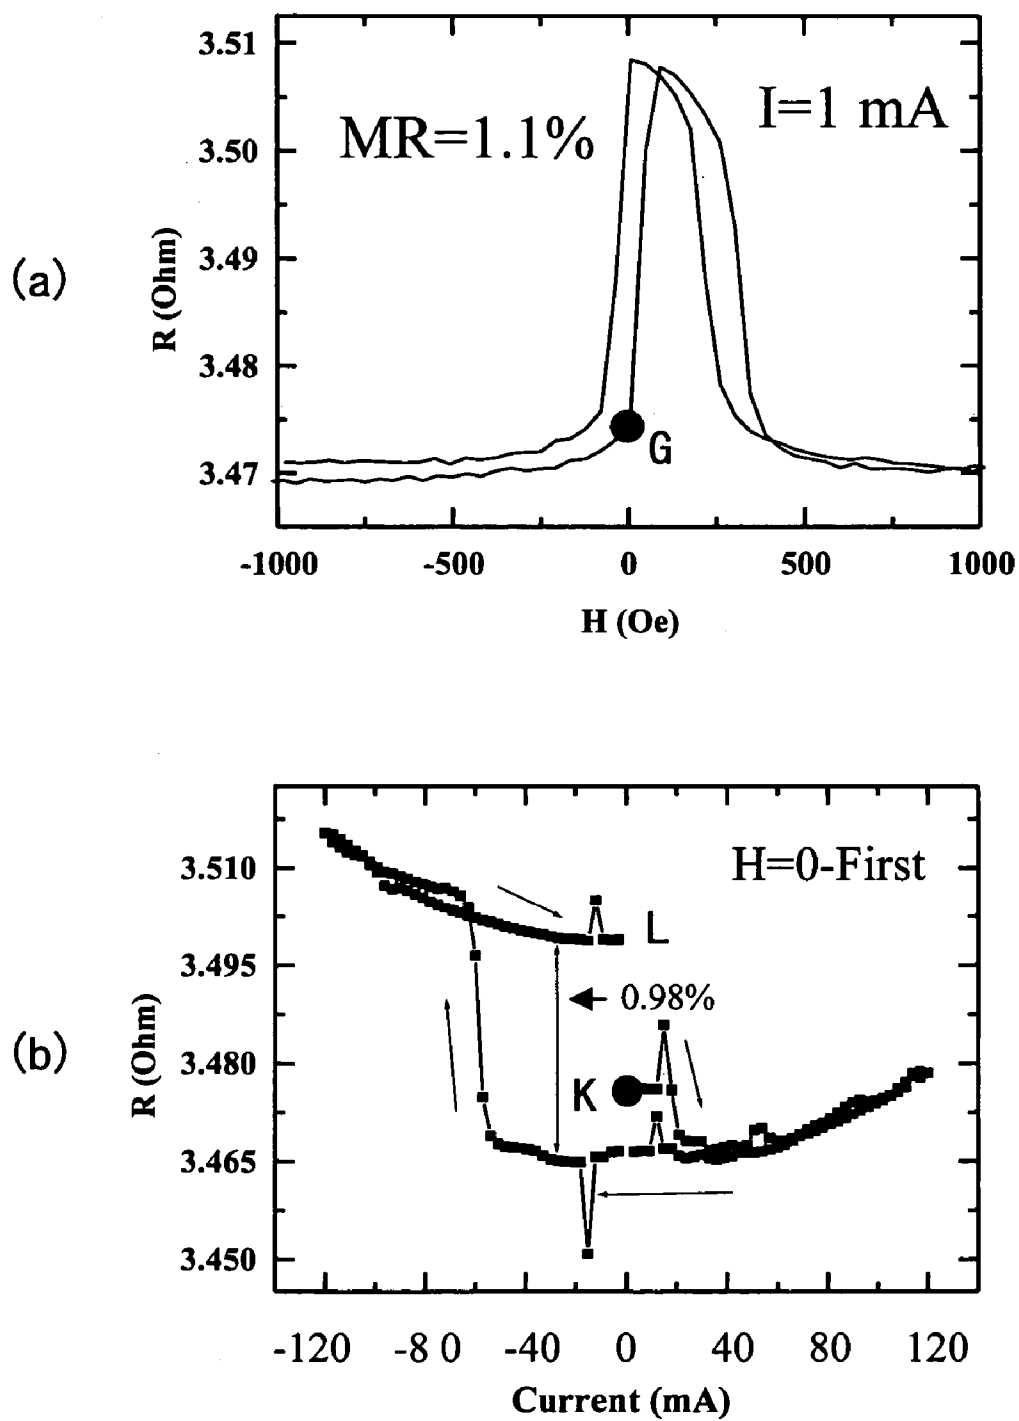 (a)
MR=1.1%
I=1 mA
R (Ohm)
3.51
3.50
3.49
3.48
3.47
G
-1000 -500 0 500 1000
H (Oe)
(b)
H=0-First
R (Ohm)
3.510
3.495
3.480
3.465
3.450
L
0.98%
K
-120 -8 0 -40 0 40 80 120
Current (mA)